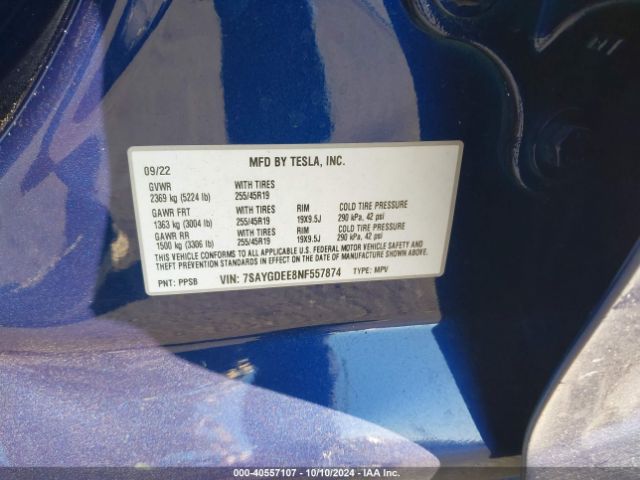 09/22 MFD BY TESLA, INC.
GVWR WITH TIRES
2369 kg (5224 lb) 255/45R19
GAWR FRT WITH TIRES RIM COLD TIRE PRESSURE
1363 kg (3004 lb) 255/45R19 19X9.5J 290 kPa, 42 psi
GAWR RR WITH TIRES RIM COLD TIRE PRESSURE
1500 kg (3306 lb) 255/45R19 19X9.5J 290 kPa, 42 psi
THIS VEHICLE CONFORMS TO ALL APPLICABLE U.S. FEDERAL MOTOR VEHICLE SAFETY AND
THEFT PREVENTION STANDARDS IN EFFECT ON THE DATE OF MANUFACTURE SHOWN ABOVE.
PNT: PPSB VIN: 7SAYGDEE8NF557874 TYPE: MPV
000-40557107 - 10/10/2024 - IAA Inc.